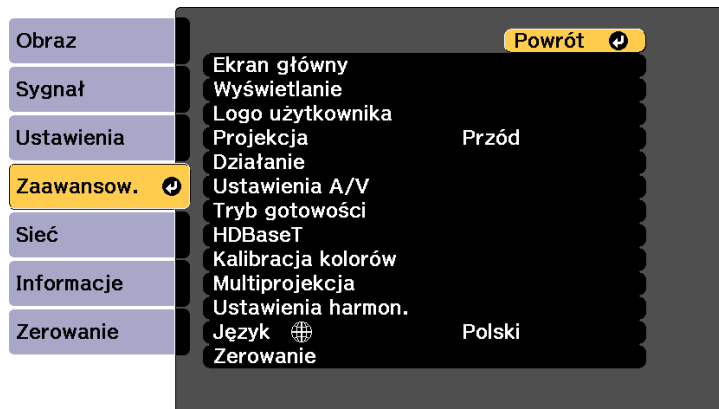 Obraz
Sygnał
Ustawienia
Zaawansow.
Sieć
Informacje
Zerowanie
Powrót
Ekran główny
Wyświetlanie
Logo użytkownika
Projekcja Przód
Działanie
Ustawienia A/V
Tryb gotowości
HDBaseT
Kalibracja kolorów
Multiprojekcja
Ustawienia harmon.
Język Polski
Zerowanie